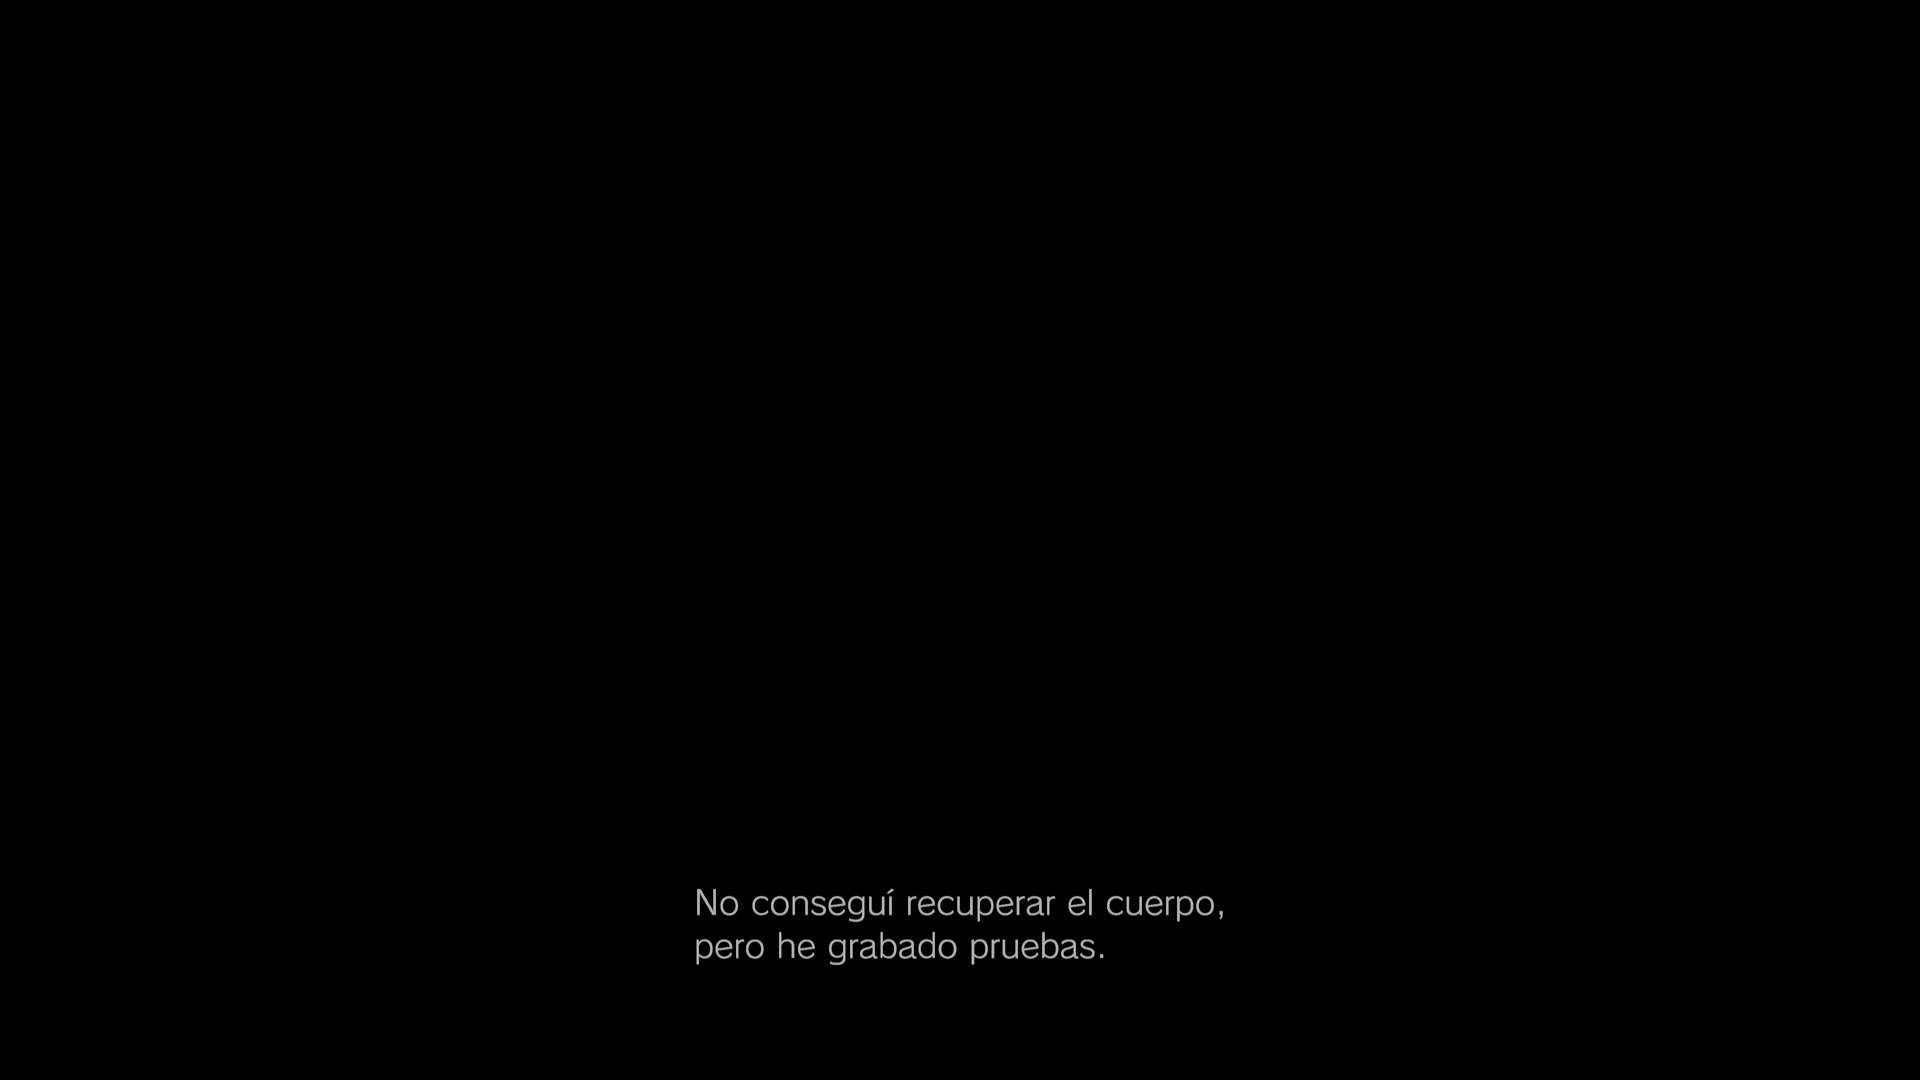 No conseguí recuperar el cuerpo,
pero he grabado pruebas.